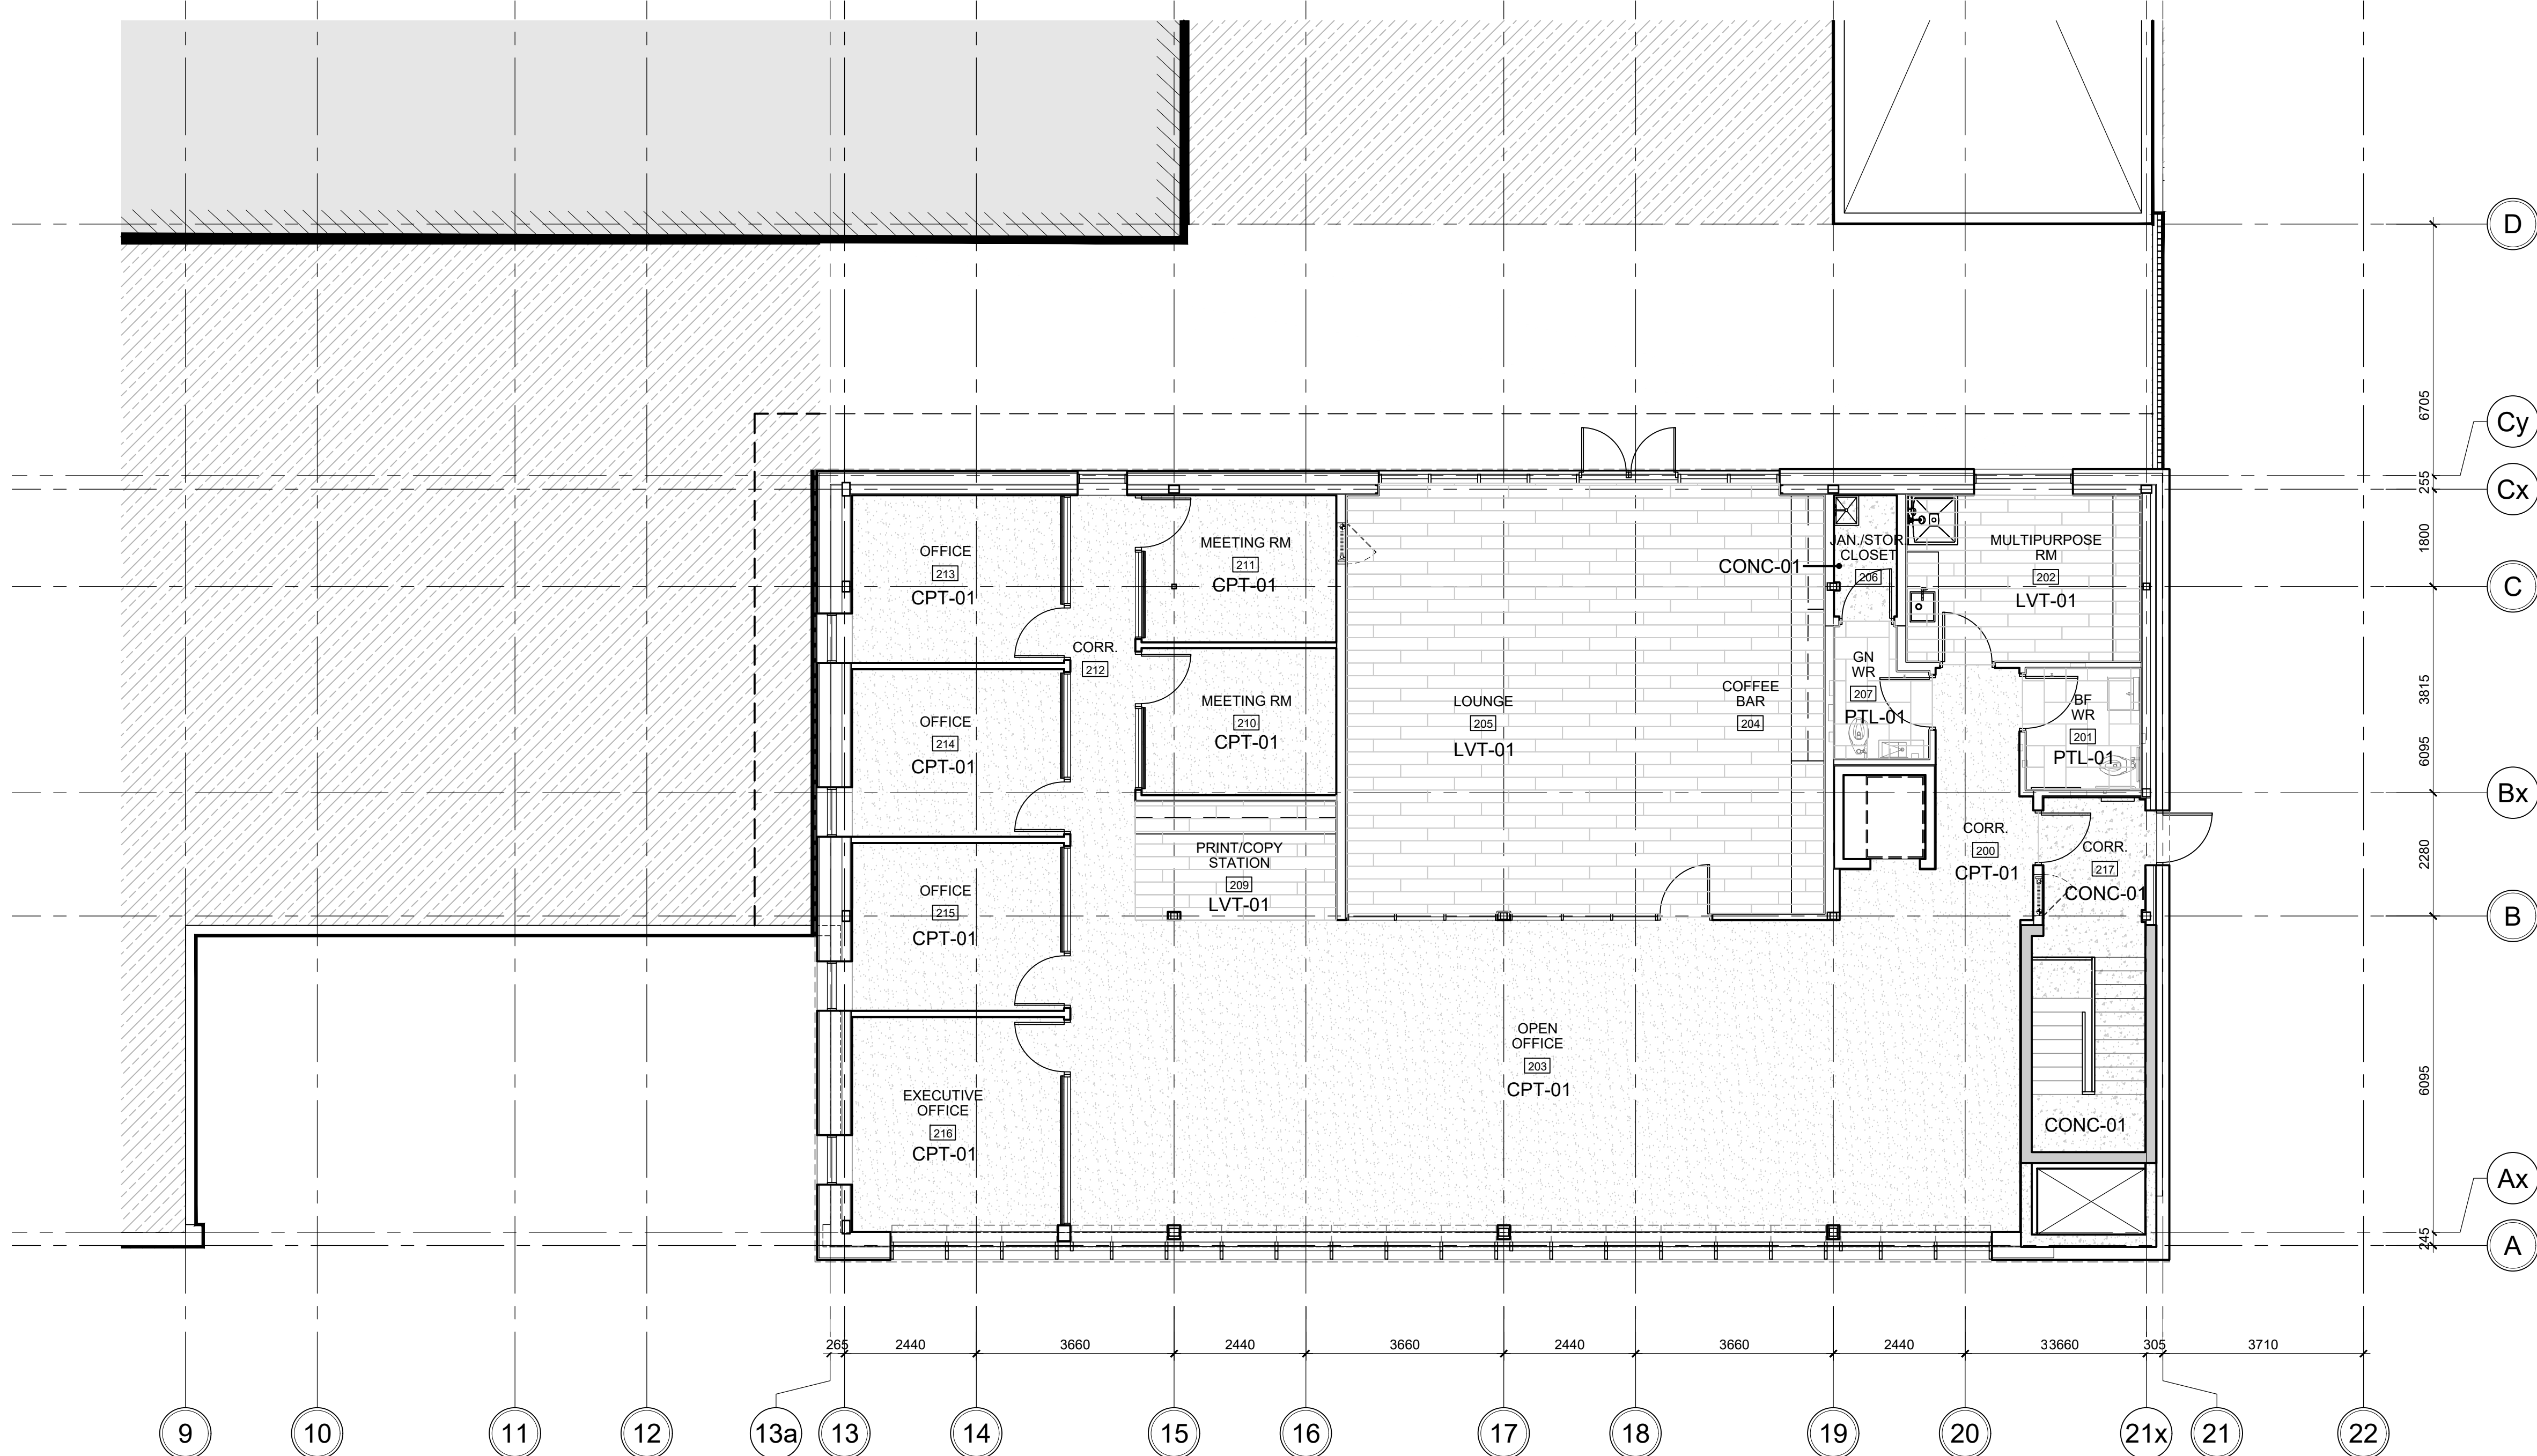 D
6705
Cy
255
Cx
1800
MEETING RM
211
CPT-01
OFFICE
213
CPT-01
JAN./STOR.
CLOSET
206
CONC-01
MULTIPURPOSE
RM
202
LVT-01
C
CORR.
212
GN
WR
207
PTL-01
MEETING RM
210
CPT-01
LOUNGE
205
LVT-01
COFFEE
BAR
204
BF
WR
201
PTL-01
3815
6095
OFFICE
214
CPT-01
Bx
CORR.
200
CPT-01
CORR.
217
CONC-01
2280
PRINT/COPY
STATION
209
LVT-01
OFFICE
215
CPT-01
B
OPEN
OFFICE
203
CPT-01
6095
EXECUTIVE
OFFICE
216
CPT-01
CONC-01
Ax
245
A
265 2440 3660 2440 3660 2440 3660 2440 33660 305 3710
9 10 11 12 13a 13 14 15 16 17 18 19 20 21x 21 22